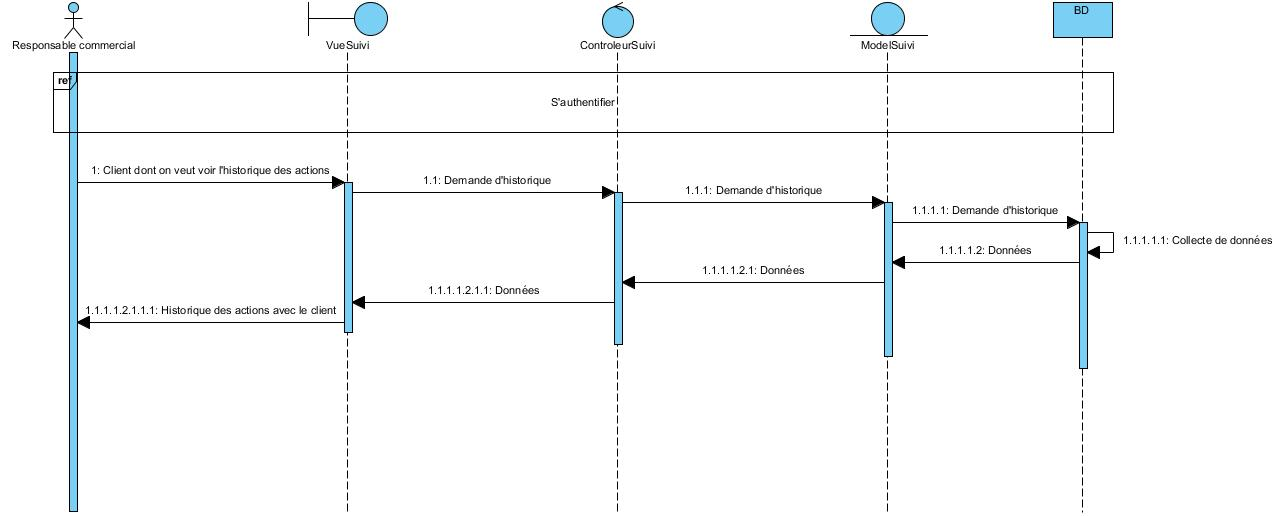 BD
Responsable commercial
VueSuivi
ControleurSuivi
ModelSuivi
ref
S'authentifier
1: Client dont on veut voir l'historique des actions
1.1: Demande d'historique
1.1.1: Demande d'historique
1.1.1.1: Demande d'historique
1.1.1.1.1: Collecte de données
1.1.1.1.2: Données
1.1.1.1.2.1: Données
1.1.1.1.2.1.1: Données
1.1.1.1.2.1.1.1: Historique des actions avec le client